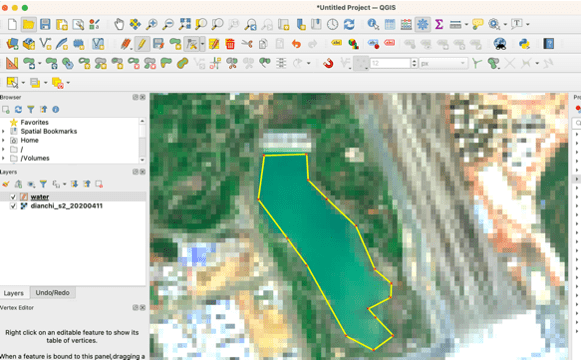 *Untitled Project — QGIS
12
px
Browser
Favorites
Spatial Bookmarks
Home
/
/Volumes
Layers
water
dianchi_s2_20200411
Layers
Undo/Redo
Vertex Editor
Right click on an editable feature to show its
table of vertices.
When a feature is bound to this panel,dragging a
Pro